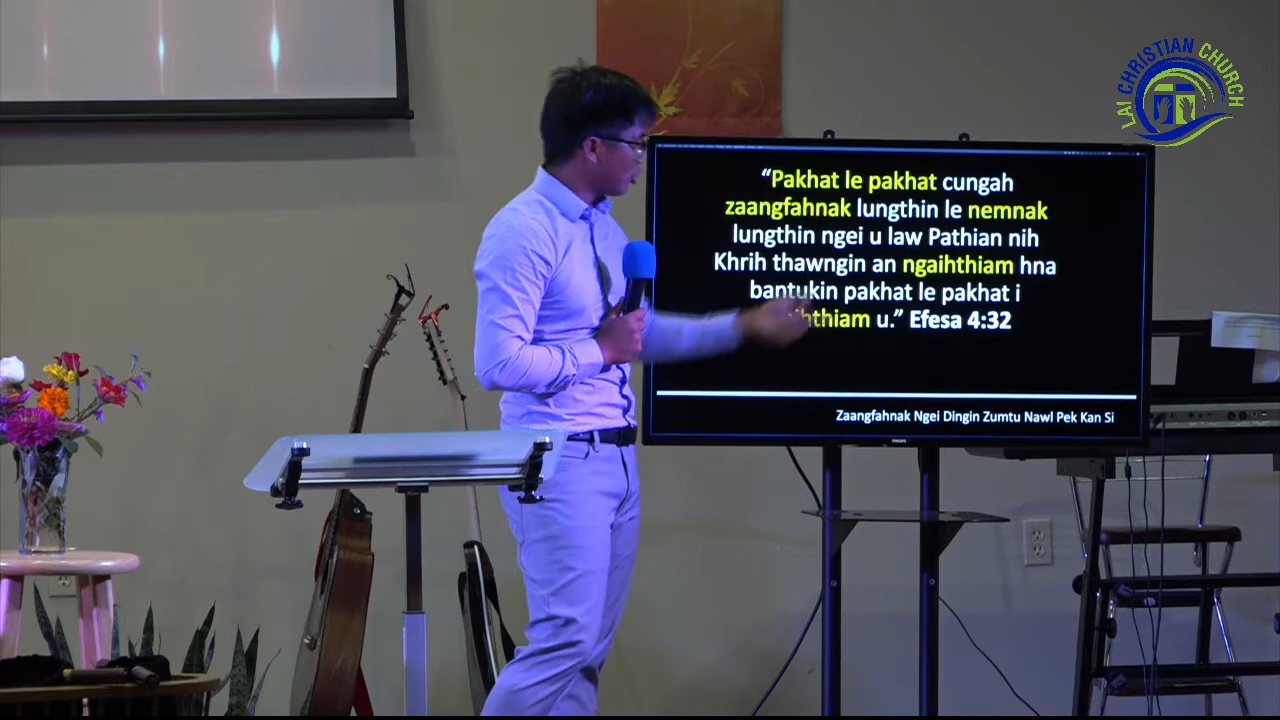 LAI CHRISTIAN CHURCH
“Pakhat le pakhat cungah
zaangfahnak lungthin le nemnak
lungthin ngei u law Pathian nih
Khrih thawngin an ngaihthiam hna
bantukin pakhat le pakhat i
u.” Efesa 4:32
Zaangfahnak Ngei Dingin Zumtu Nawl Pek Kan Si
PHILIPS